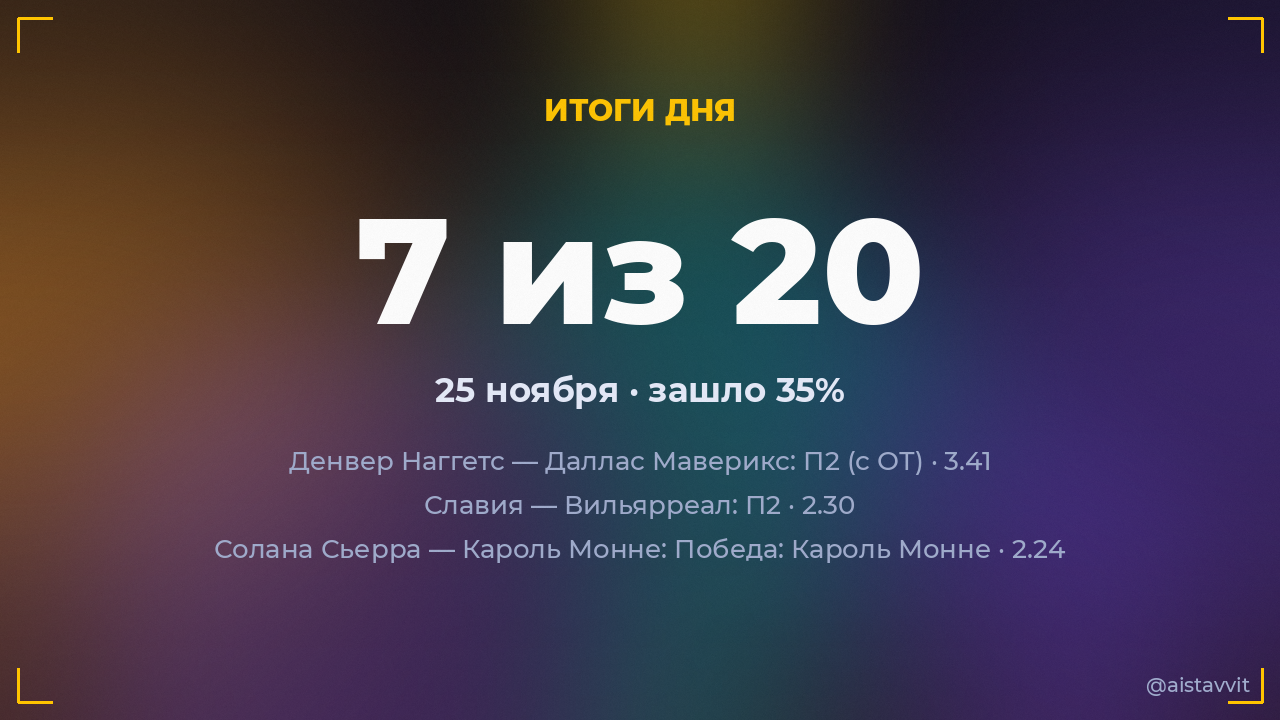 ИТОГИ ДНЯ
7 из 20
25 ноября · зашло 35%
Денвер Наггетс — Даллас Маверикс: П2 (с ОТ) · 3.41
Славия — Вильярреал: П2 · 2.30
Солана Сьерра — Кароль Монне: Победа: Кароль Монне · 2.24
@aistavvit